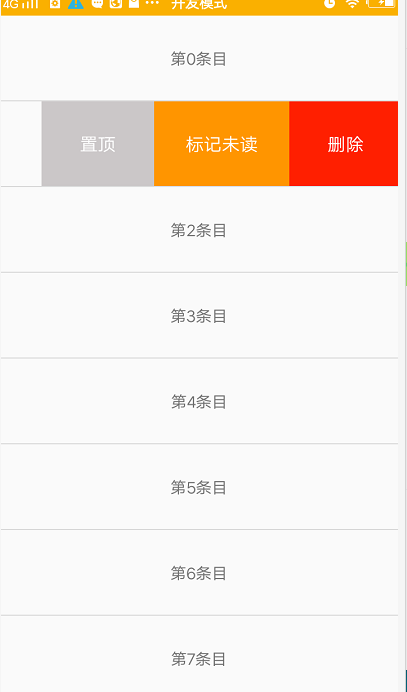 4G 开发模式
第0条目
置顶 标记未读 删除
第2条目
第3条目
第4条目
第5条目
第6条目
第7条目